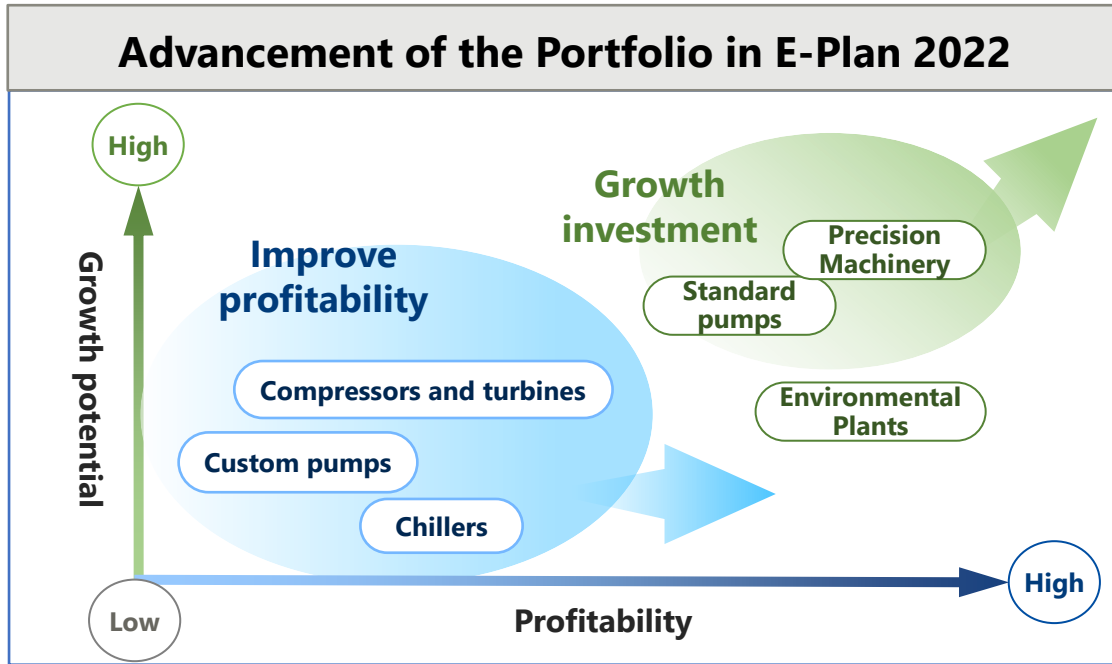 Advancement of the Portfolio in E-Plan 2022
High
Growth
investment
Precision
Machinery
Standard
pumps
Improve
profitability
Growth potential
Compressors and turbines
Environmental
Plants
Custom pumps
Chillers
Low
Profitability
High